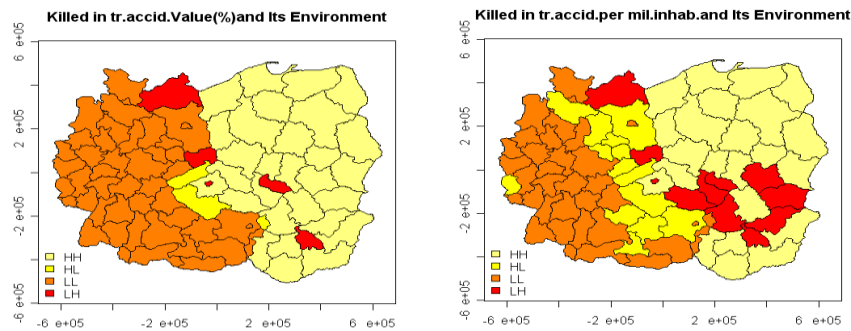 Killed in tr.accid.Value(%)and Its Environment
6 e+05
2 e+05
-2 e+05
-6 e+05
HH
HL
LL
LH
-6 e+05
-2 e+05
2 e+05
6 e+05
Killed in tr.accid.per mil.inhab.and Its Environment
6 e+05
2 e+05
-2 e+05
-6 e+05
HH
HL
LL
LH
-6 e+05
-2 e+05
2 e+05
6 e+05